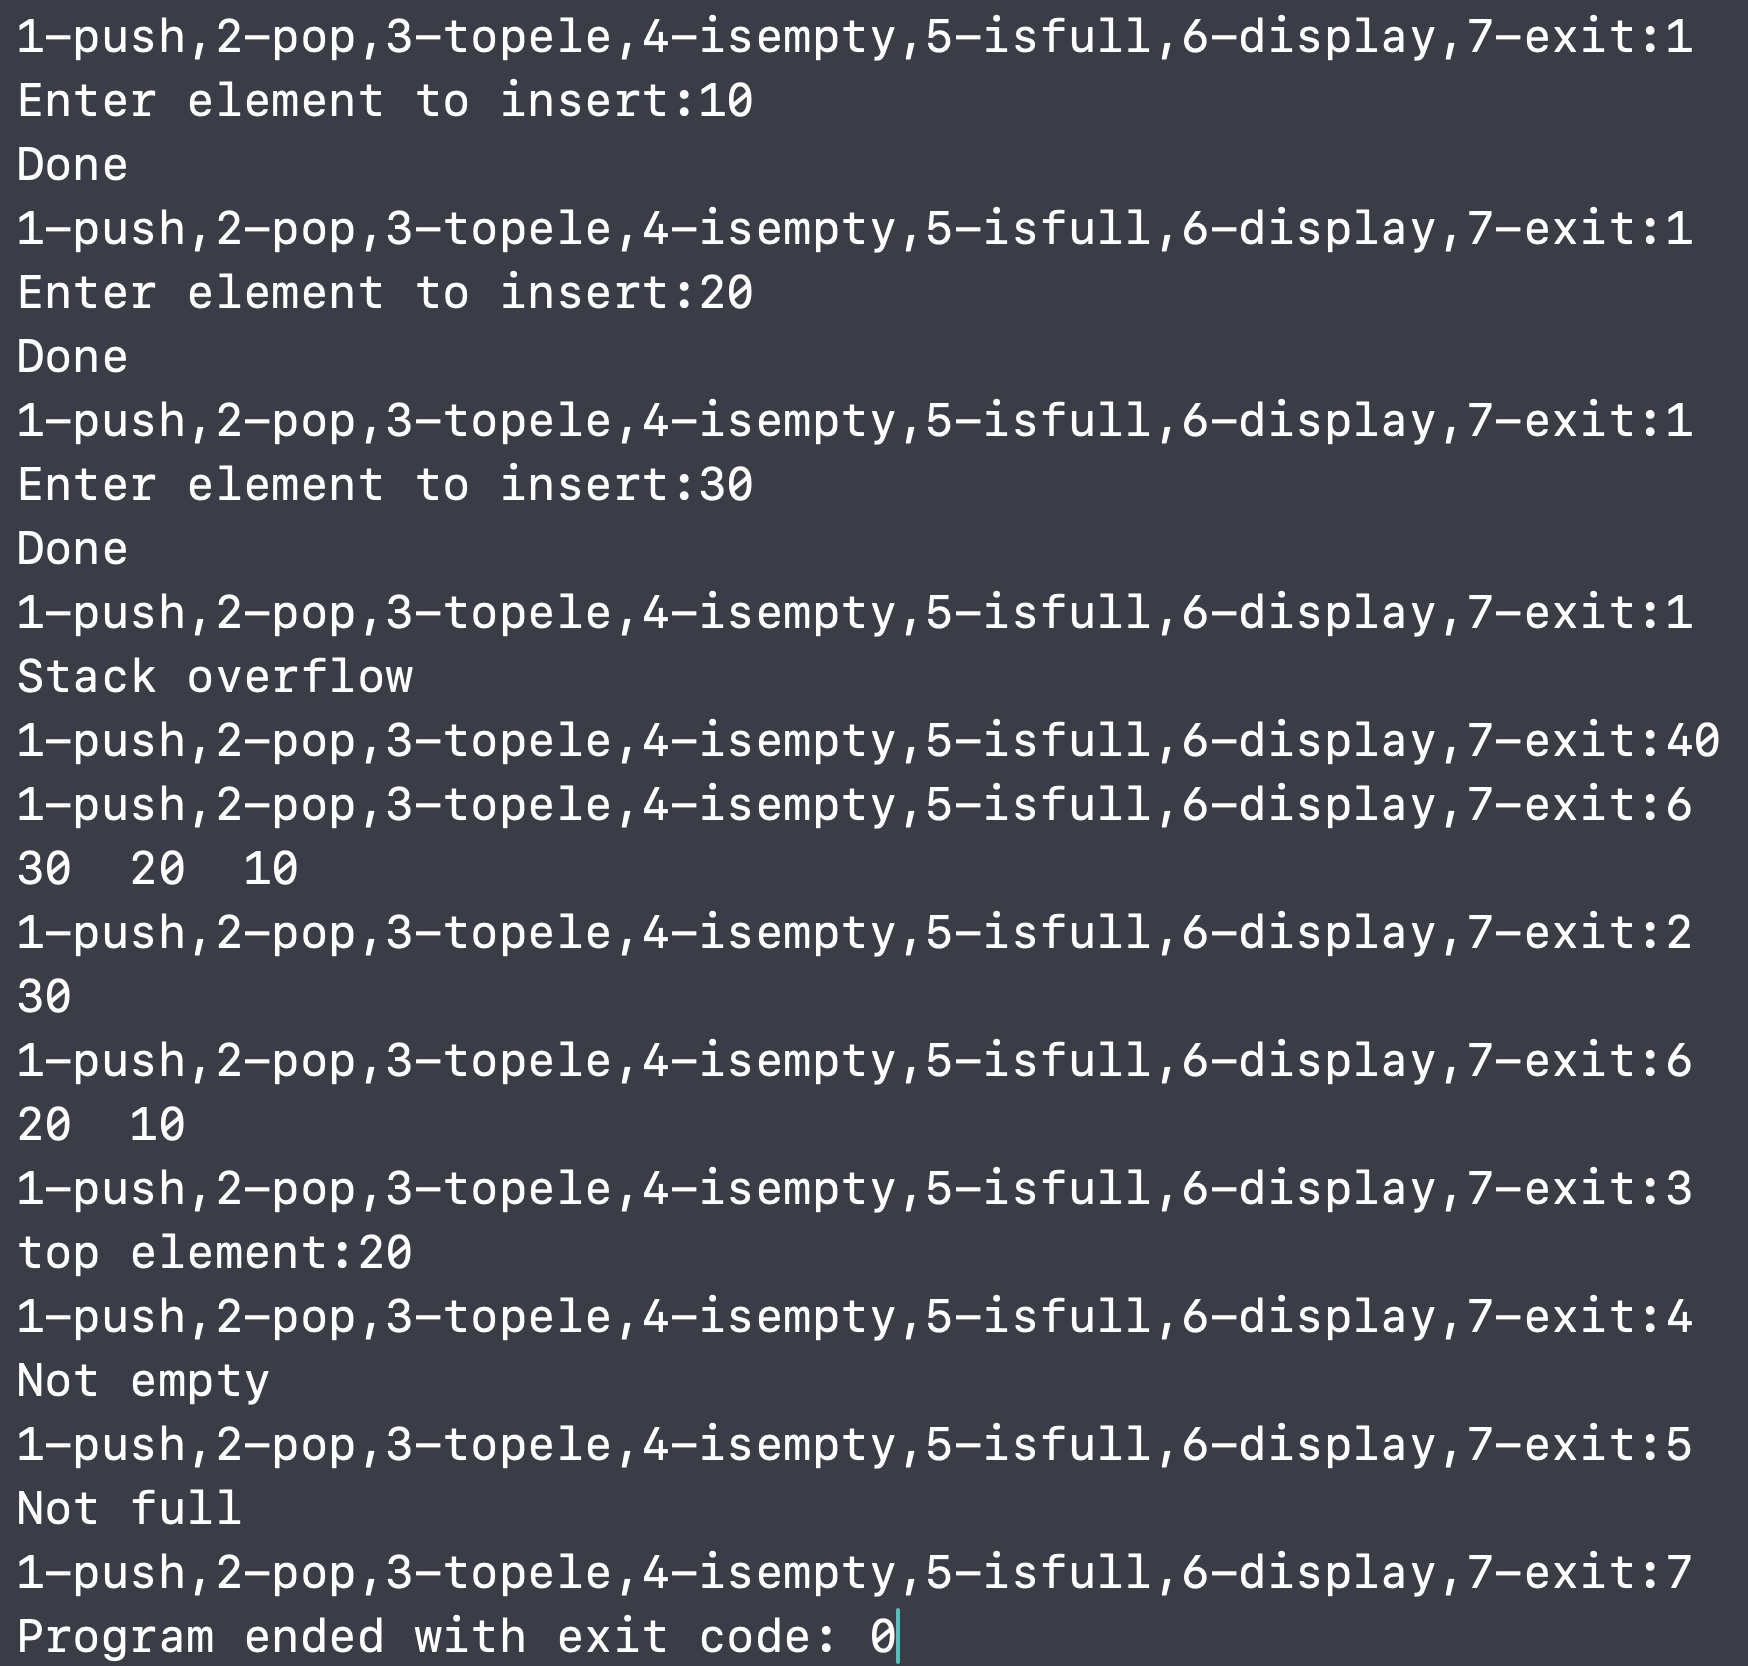 1-push,2-pop,3-topele,4-isempty,5-isfull,6-display,7-exit:1
Enter element to insert:10
Done
1-push,2-pop,3-topele,4-isempty,5-isfull,6-display,7-exit:1
Enter element to insert:20
Done
1-push,2-pop,3-topele,4-isempty,5-isfull,6-display,7-exit:1
Enter element to insert:30
Done
1-push,2-pop,3-topele,4-isempty,5-isfull,6-display,7-exit:1
Stack overflow
1-push,2-pop,3-topele,4-isempty,5-isfull,6-display,7-exit:40
1-push,2-pop,3-topele,4-isempty,5-isfull,6-display,7-exit:6
30  20  10
1-push,2-pop,3-topele,4-isempty,5-isfull,6-display,7-exit:2
30
1-push,2-pop,3-topele,4-isempty,5-isfull,6-display,7-exit:6
20  10
1-push,2-pop,3-topele,4-isempty,5-isfull,6-display,7-exit:3
top element:20
1-push,2-pop,3-topele,4-isempty,5-isfull,6-display,7-exit:4
Not empty
1-push,2-pop,3-topele,4-isempty,5-isfull,6-display,7-exit:5
Not full
1-push,2-pop,3-topele,4-isempty,5-isfull,6-display,7-exit:7
Program ended with exit code: 0